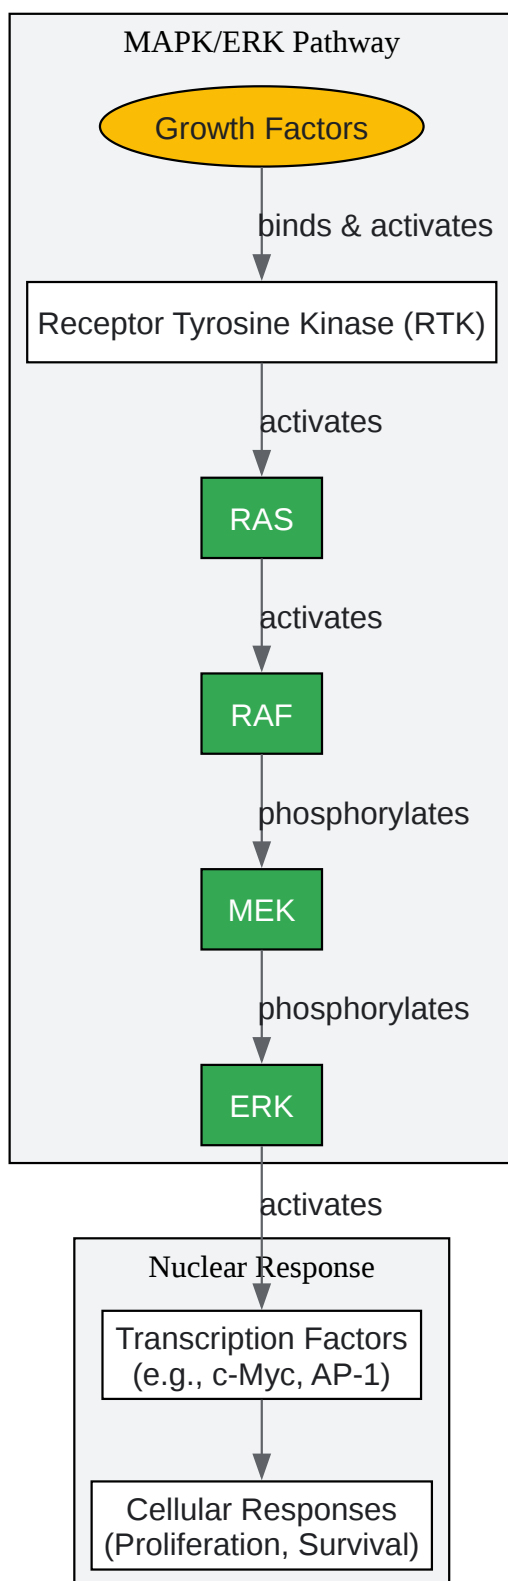 MAPK/ERK Pathway
Growth Factors
binds & activates
Receptor Tyrosine Kinase (RTK)
activates
RAS
activates
RAF
phosphorylates
MEK
phosphorylates
ERK
activates
Nuclear Response
Transcription Factors
(e.g., c-Myc, AP-1)
Cellular Responses
(Proliferation, Survival)